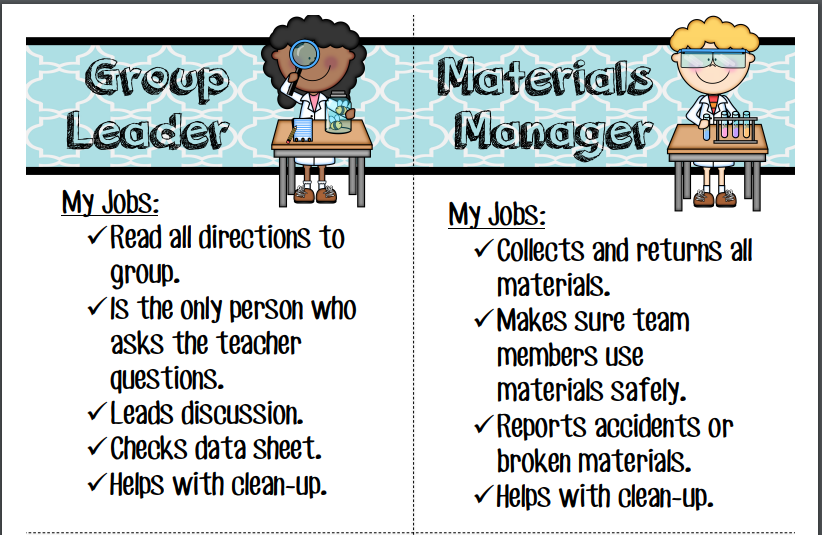 Group
Leader
My Jobs:
✓Read all directions to
group.
✓Is the only person who
asks the teacher
questions.
✓Leads discussion.
✓Checks data sheet.
✓Helps with clean-up.
Materials
Manager
My Jobs:
✓Collects and returns all
materials.
✓Makes sure team
members use
materials safely.
✓Reports accidents or
broken materials.
✓Helps with clean-up.